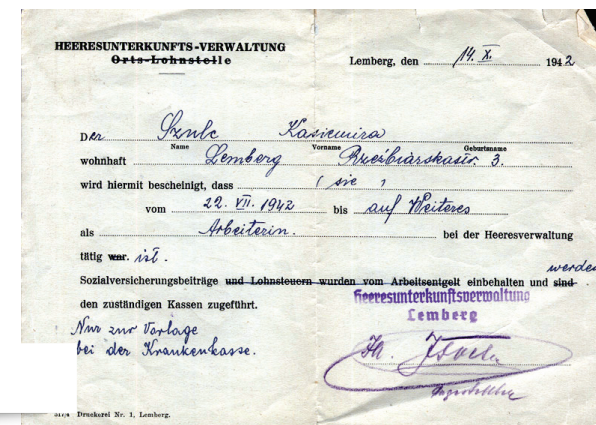 HEERESUNTERKUNFTS-VERWALTUNG
Orts-Lohnstelle
Lemberg, den 14. X. 1942
Der Szulc Kasimira
Name Vorname Geburtsname
wohnhaft Lemberg 3.
wird hiermit bescheinigt, dass ( sie )
vom 22. VII. 1942 bis auf Weiteres
als Arbeiterin. bei der Heeresverwaltung
tätig war. ist.
werden
Sozialversicherungsbeiträge und Lohnsteuern wurden vom Arbeitsentgelt einbehalten und sind
den zuständigen Kassen zugeführt.
Heeresunterkunftsverwaltung
Lemberg
Nur zur Vorlage
bei der Krankenkasse.
Druckerei Nr. 1, Lemberg.